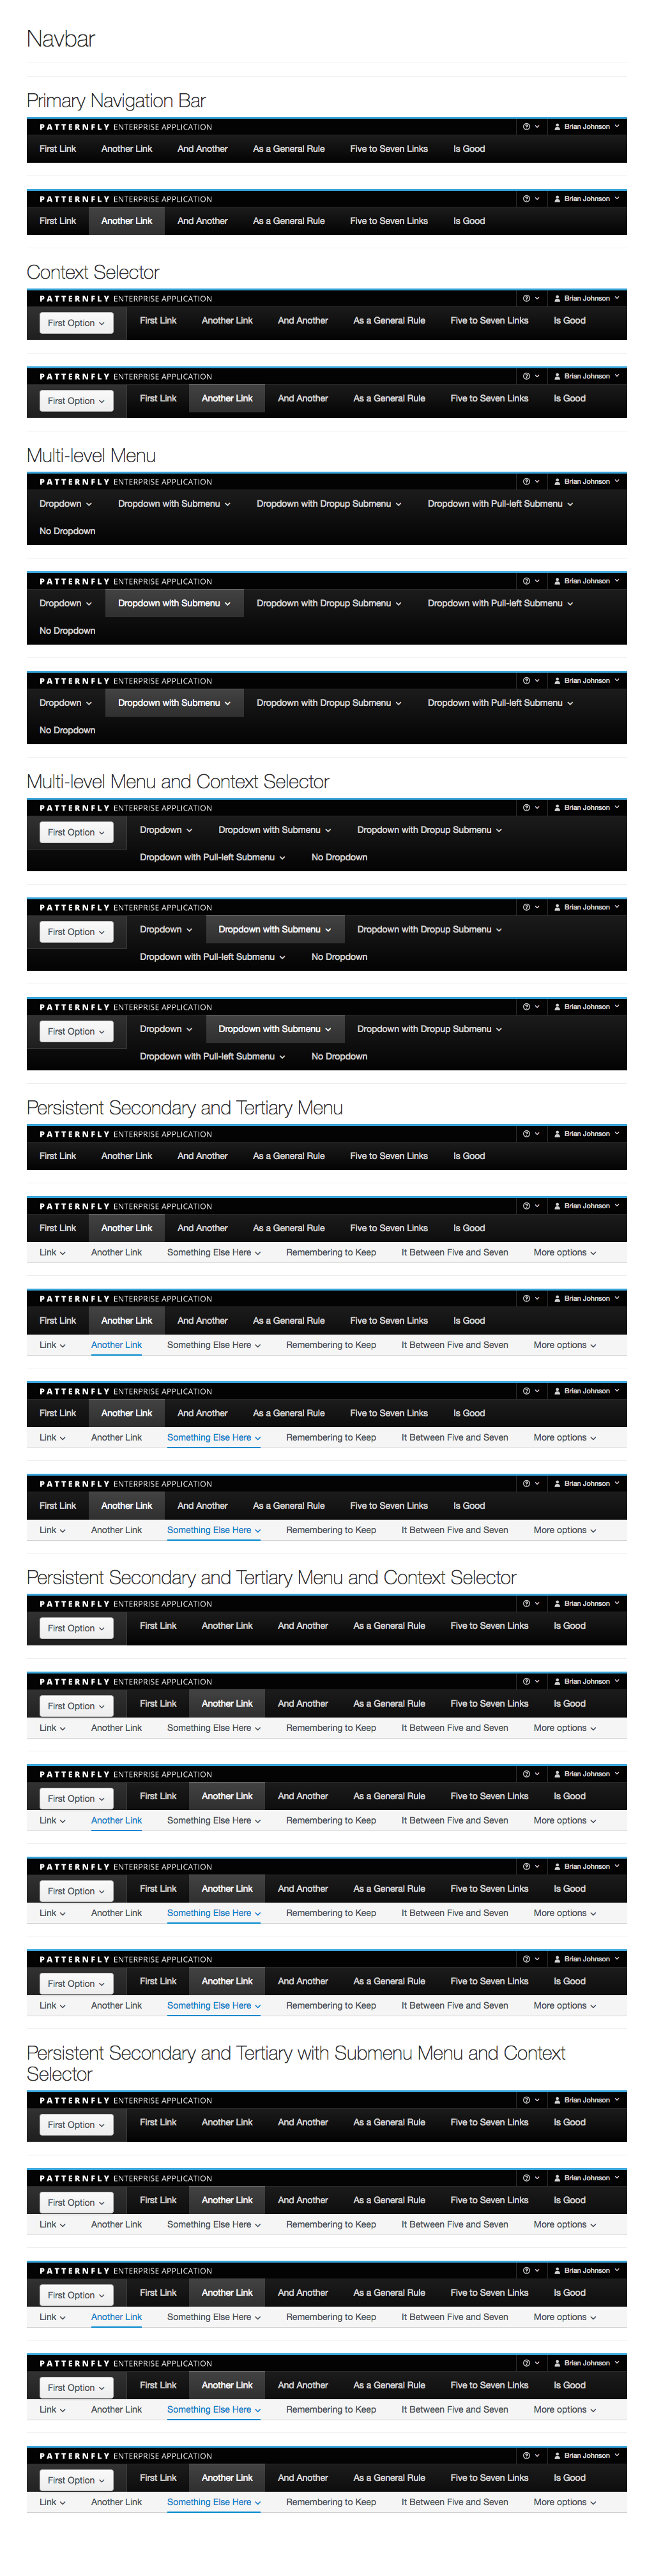 Navbar
Primary Navigation Bar
PATTERNFLY ENTERPRISE APPLICATION Brian Johnson
First Link Another Link And Another As a General Rule Five to Seven Links Is Good
PATTERNFLY ENTERPRISE APPLICATION Brian Johnson
First Link Another Link And Another As a General Rule Five to Seven Links Is Good
Context Selector
PATTERNFLY ENTERPRISE APPLICATION Brian Johnson
First Option First Link Another Link And Another As a General Rule Five to Seven Links Is Good
PATTERNFLY ENTERPRISE APPLICATION Brian Johnson
First Option First Link Another Link And Another As a General Rule Five to Seven Links Is Good
Multi-level Menu
PATTERNFLY ENTERPRISE APPLICATION Brian Johnson
Dropdown Dropdown with Submenu Dropdown with Dropup Submenu Dropdown with Pull-left Submenu
No Dropdown
PATTERNFLY ENTERPRISE APPLICATION Brian Johnson
Dropdown Dropdown with Submenu Dropdown with Dropup Submenu Dropdown with Pull-left Submenu
No Dropdown
PATTERNFLY ENTERPRISE APPLICATION Brian Johnson
Dropdown Dropdown with Submenu Dropdown with Dropup Submenu Dropdown with Pull-left Submenu
No Dropdown
Multi-level Menu and Context Selector
PATTERNFLY ENTERPRISE APPLICATION Brian Johnson
First Option Dropdown Dropdown with Submenu Dropdown with Dropup Submenu
Dropdown with Pull-left Submenu No Dropdown
PATTERNFLY ENTERPRISE APPLICATION Brian Johnson
First Option Dropdown Dropdown with Submenu Dropdown with Dropup Submenu
Dropdown with Pull-left Submenu No Dropdown
PATTERNFLY ENTERPRISE APPLICATION Brian Johnson
First Option Dropdown Dropdown with Submenu Dropdown with Dropup Submenu
Dropdown with Pull-left Submenu No Dropdown
Persistent Secondary and Tertiary Menu
PATTERNFLY ENTERPRISE APPLICATION Brian Johnson
First Link Another Link And Another As a General Rule Five to Seven Links Is Good
PATTERNFLY ENTERPRISE APPLICATION Brian Johnson
First Link Another Link And Another As a General Rule Five to Seven Links Is Good
Link Another Link Something Else Here Remembering to Keep It Between Five and Seven More options
PATTERNFLY ENTERPRISE APPLICATION Brian Johnson
First Link Another Link And Another As a General Rule Five to Seven Links Is Good
Link Another Link Something Else Here Remembering to Keep It Between Five and Seven More options
PATTERNFLY ENTERPRISE APPLICATION Brian Johnson
First Link Another Link And Another As a General Rule Five to Seven Links Is Good
Link Another Link Something Else Here Remembering to Keep It Between Five and Seven More options
PATTERNFLY ENTERPRISE APPLICATION Brian Johnson
First Link Another Link And Another As a General Rule Five to Seven Links Is Good
Link Another Link Something Else Here Remembering to Keep It Between Five and Seven More options
Persistent Secondary and Tertiary Menu and Context Selector
PATTERNFLY ENTERPRISE APPLICATION Brian Johnson
First Option First Link Another Link And Another As a General Rule Five to Seven Links Is Good
PATTERNFLY ENTERPRISE APPLICATION Brian Johnson
First Option First Link Another Link And Another As a General Rule Five to Seven Links Is Good
Link Another Link Something Else Here Remembering to Keep It Between Five and Seven More options
PATTERNFLY ENTERPRISE APPLICATION Brian Johnson
First Option First Link Another Link And Another As a General Rule Five to Seven Links Is Good
Link Another Link Something Else Here Remembering to Keep It Between Five and Seven More options
PATTERNFLY ENTERPRISE APPLICATION Brian Johnson
First Option First Link Another Link And Another As a General Rule Five to Seven Links Is Good
Link Another Link Something Else Here Remembering to Keep It Between Five and Seven More options
PATTERNFLY ENTERPRISE APPLICATION Brian Johnson
First Option First Link Another Link And Another As a General Rule Five to Seven Links Is Good
Link Another Link Something Else Here Remembering to Keep It Between Five and Seven More options
Persistent Secondary and Tertiary with Submenu Menu and Context
Selector
PATTERNFLY ENTERPRISE APPLICATION Brian Johnson
First Option First Link Another Link And Another As a General Rule Five to Seven Links Is Good
PATTERNFLY ENTERPRISE APPLICATION Brian Johnson
First Option First Link Another Link And Another As a General Rule Five to Seven Links Is Good
Link Another Link Something Else Here Remembering to Keep It Between Five and Seven More options
PATTERNFLY ENTERPRISE APPLICATION Brian Johnson
First Option First Link Another Link And Another As a General Rule Five to Seven Links Is Good
Link Another Link Something Else Here Remembering to Keep It Between Five and Seven More options
PATTERNFLY ENTERPRISE APPLICATION Brian Johnson
First Option First Link Another Link And Another As a General Rule Five to Seven Links Is Good
Link Another Link Something Else Here Remembering to Keep It Between Five and Seven More options
PATTERNFLY ENTERPRISE APPLICATION Brian Johnson
First Option First Link Another Link And Another As a General Rule Five to Seven Links Is Good
Link Another Link Something Else Here Remembering to Keep It Between Five and Seven More options